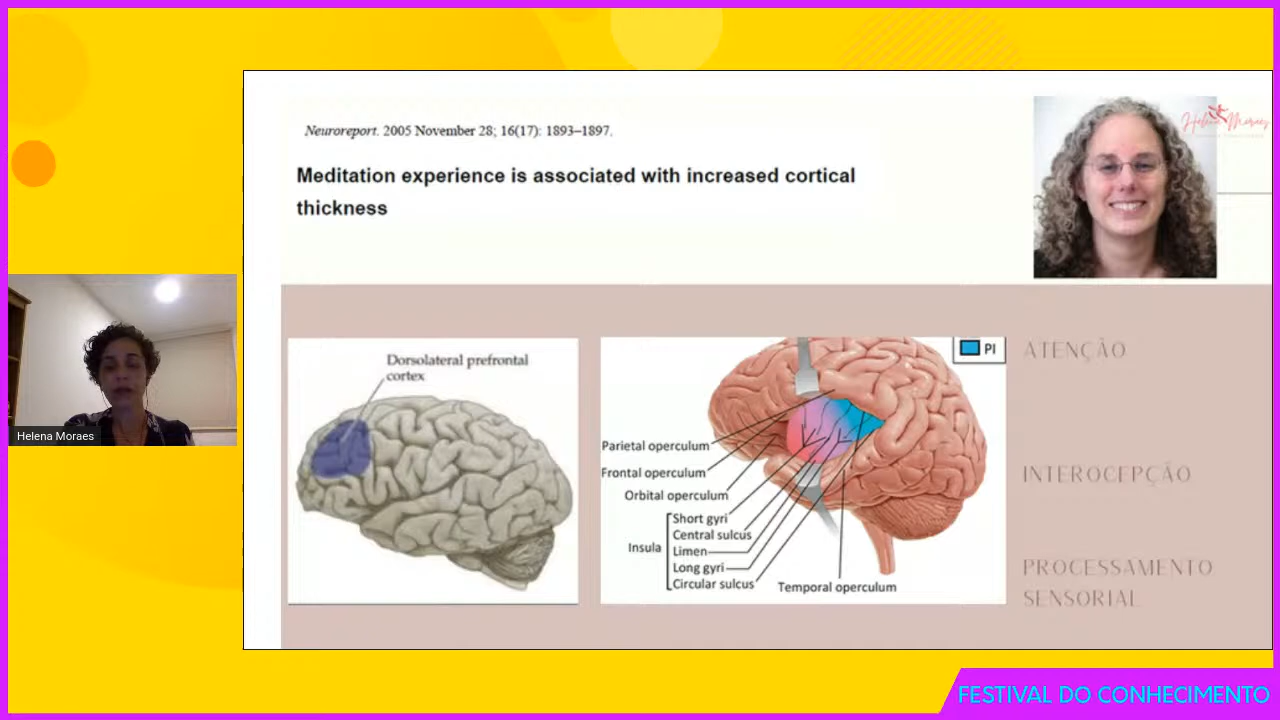 Neuroreport. 2005 November 28; 16(17): 1893–1897.
Helena Moraes
Meditation experience is associated with increased cortical
thickness
Dorsolateral prefrontal
cortex
PI
Parietal operculum
Frontal operculum
Orbital operculum
Insula
Short gyri
Central sulcus
Limen
Long gyri
Circular sulcus
Temporal operculum
ATENÇÃO
INTEROCEPÇÃO
PROCESSAMENTO
SENSORIAL
Helena Moraes
FESTIVAL DO CONHECIMENTO